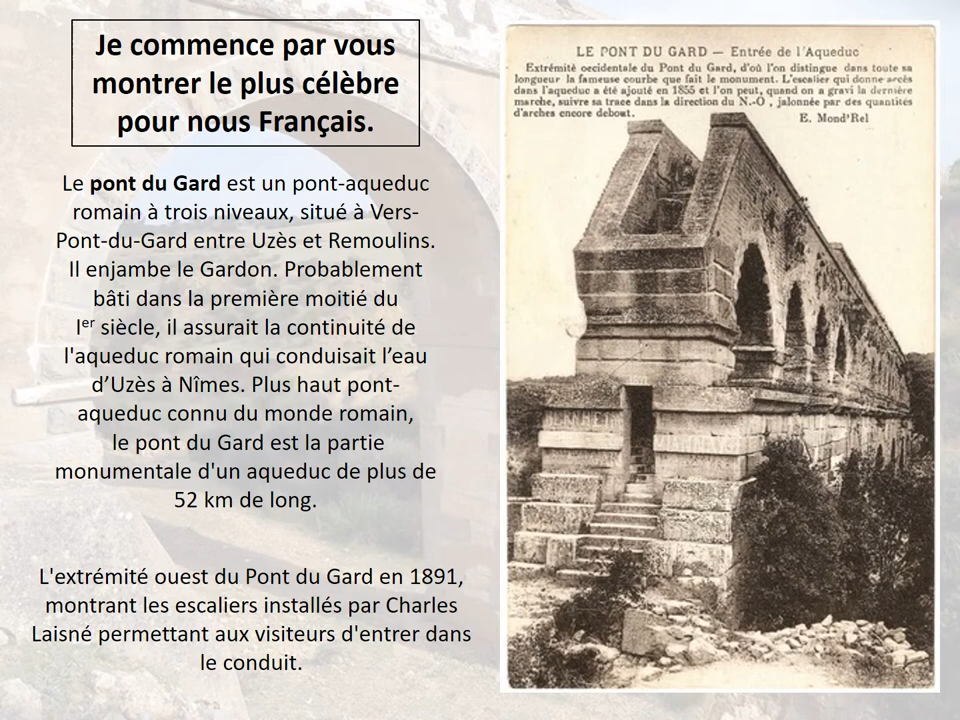 Je commence par vous
montrer le plus célèbre
pour nous Français.
Le pont du Gard est un pont-aqueduc
romain à trois niveaux, situé à Vers-
Pont-du-Gard entre Uzès et Remoulins.
Il enjambe le Gardon. Probablement
bâti dans la première moitié du
Ier siècle, il assurait la continuité de
l'aqueduc romain qui conduisait l’eau
d’Uzès à Nîmes. Plus haut pont-
aqueduc connu du monde romain,
le pont du Gard est la partie
monumentale d'un aqueduc de plus de
52 km de long.
L'extrémité ouest du Pont du Gard en 1891,
montrant les escaliers installés par Charles
Laisné permettant aux visiteurs d'entrer dans
le conduit.
LE PONT DU GARD — Entrée de l'Aqueduc
Extrémité occidentale du Pont du Gard, d'où l'on distingue dans toute sa
longueur la fameuse courbe que fait le monument. L'escalier qui donne accès
dans l'aqueduc a été ajouté en 1855 et l'on peut, quand on a gravi la dernière
marche, suivre sa trace dans la direction du N.-O , jalonnée par des quantités
d'arches encore debout.
E. Mond'Rel